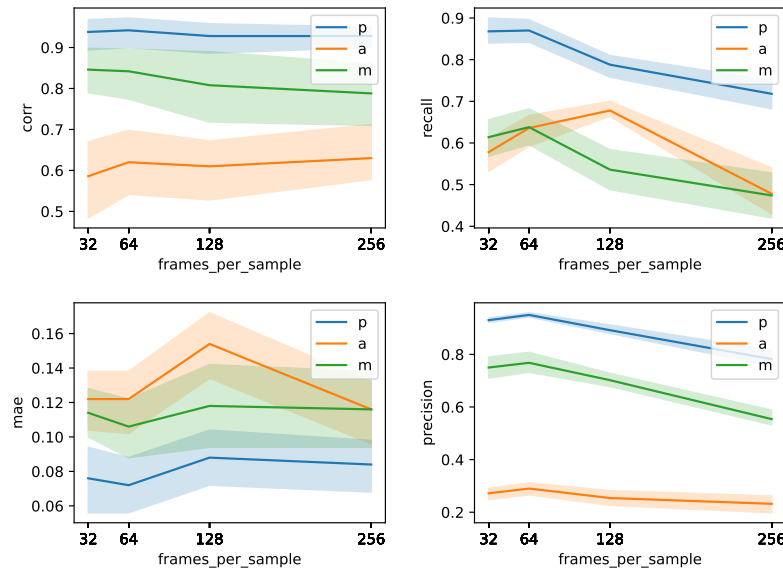 p
a
m
0.9
0.8
0.7
0.6
0.5
corr
32 64 128 256
frames_per_sample
p
a
m
0.9
0.8
0.7
0.6
0.5
0.4
recall
32 64 128 256
frames_per_sample
p
a
m
0.16
0.14
0.12
0.10
0.08
0.06
mae
32 64 128 256
frames_per_sample
p
a
m
0.8
0.6
0.4
0.2
precision
32 64 128 256
frames_per_sample